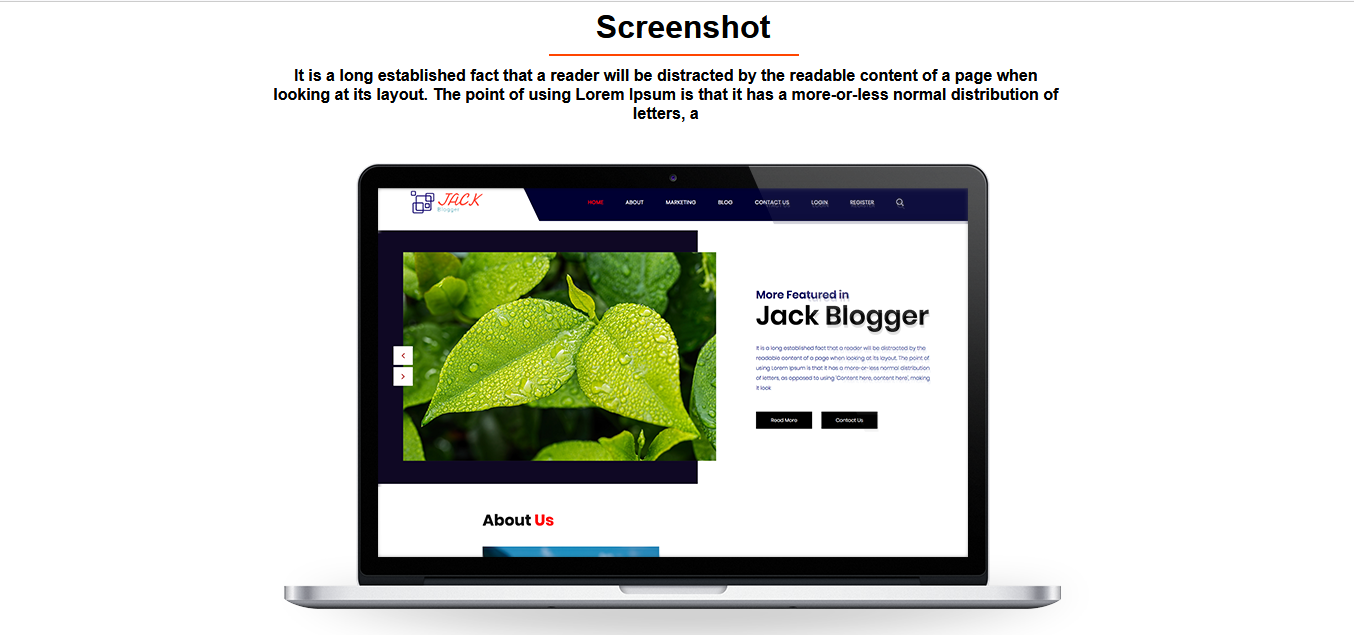 Screenshot
It is a long established fact that a reader will be distracted by the readable content of a page when
looking at its layout. The point of using Lorem Ipsum is that it has a more-or-less normal distribution of
letters, a
JACK
Blogger
HOME ABOUT MARKETING BLOG CONTACT US LOGIN REGISTER
More Featured in
Jack Blogger
It is a long established fact that a reader will be distracted by the
readable content of a page when looking at its layout. The point of
using Lorem Ipsum is that it has a more-or-less normal distribution
of letters, as opposed to using 'Content here, content here', making
it look
Read More Contact Us
About Us